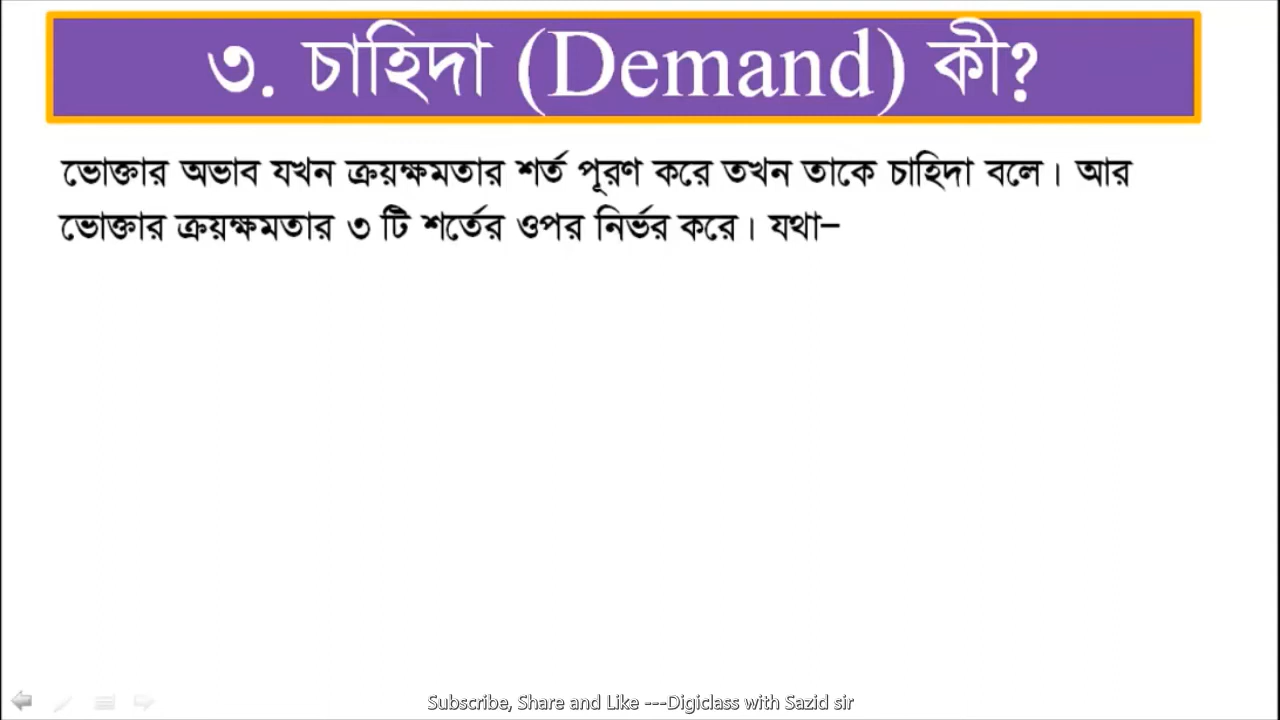 ৩. চাহিদা (Demand) কী?
ভোক্তার অভাব যখন ক্রয়ক্ষমতার শর্ত পূরণ করে তখন তাকে চাহিদা বলে। আর
ভোক্তার ক্রয়ক্ষমতার ৩ টি শর্তের ওপর নির্ভর করে। যথা–
Subscribe, Share and Like ---Digiclass with Sazid sir